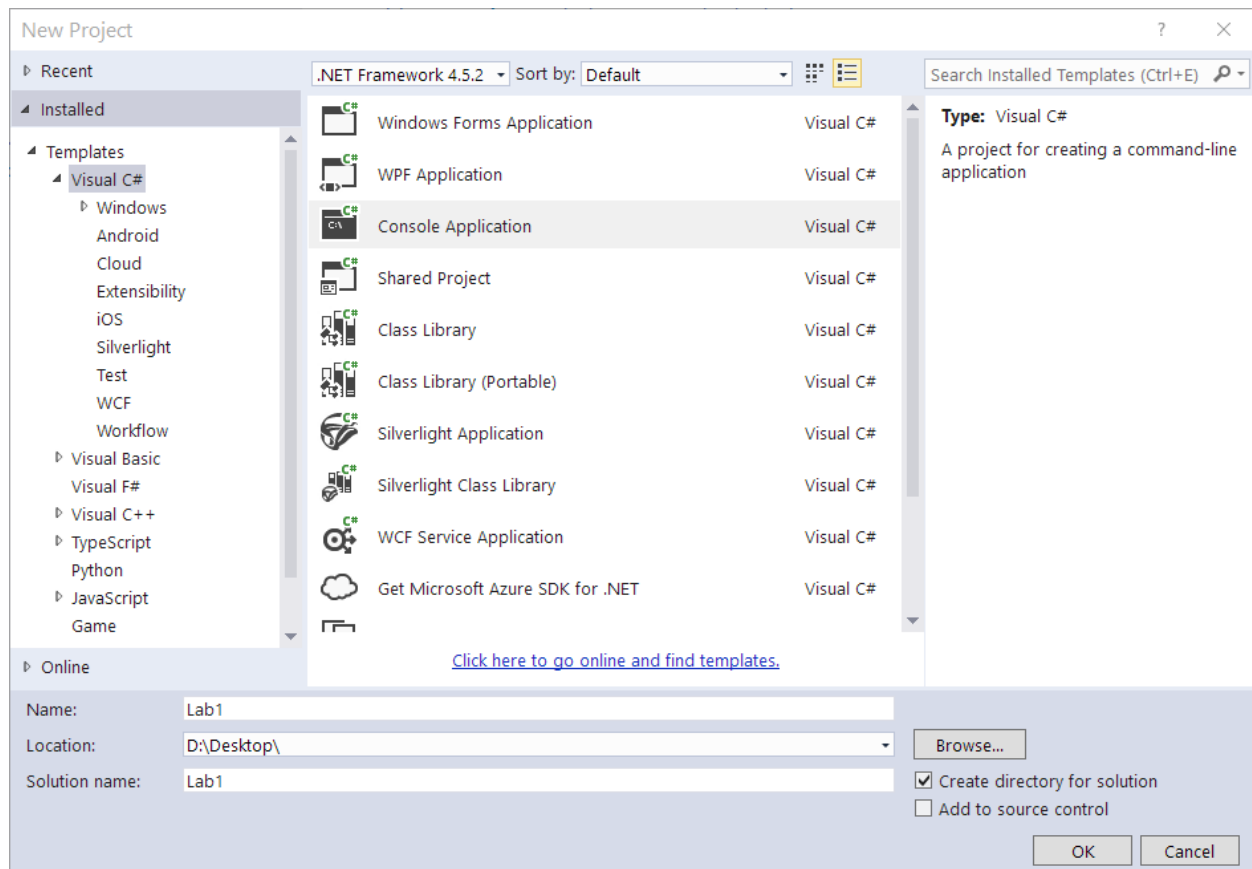 New Project
?
Recent
.NET Framework 4.5.2
Sort by:
Default
Search Installed Templates (Ctrl+E)
Installed
Templates
Visual C#
Windows
Android
Cloud
Extensibility
iOS
Silverlight
Test
WCF
Workflow
Visual Basic
Visual F#
Visual C++
TypeScript
Python
JavaScript
Game
Online
C# Windows Forms Application Visual C#
C# WPF Application Visual C#
C# C:\ Console Application Visual C#
C# Shared Project Visual C#
C# Class Library Visual C#
C# Class Library (Portable) Visual C#
C# Silverlight Application Visual C#
C# Silverlight Class Library Visual C#
C# WCF Service Application Visual C#
Get Microsoft Azure SDK for .NET Visual C#
Click here to go online and find templates.
Type: Visual C#
A project for creating a command-line
application
Name: Lab1
Location: D:\Desktop\
Browse...
Solution name: Lab1
Create directory for solution
Add to source control
OK
Cancel